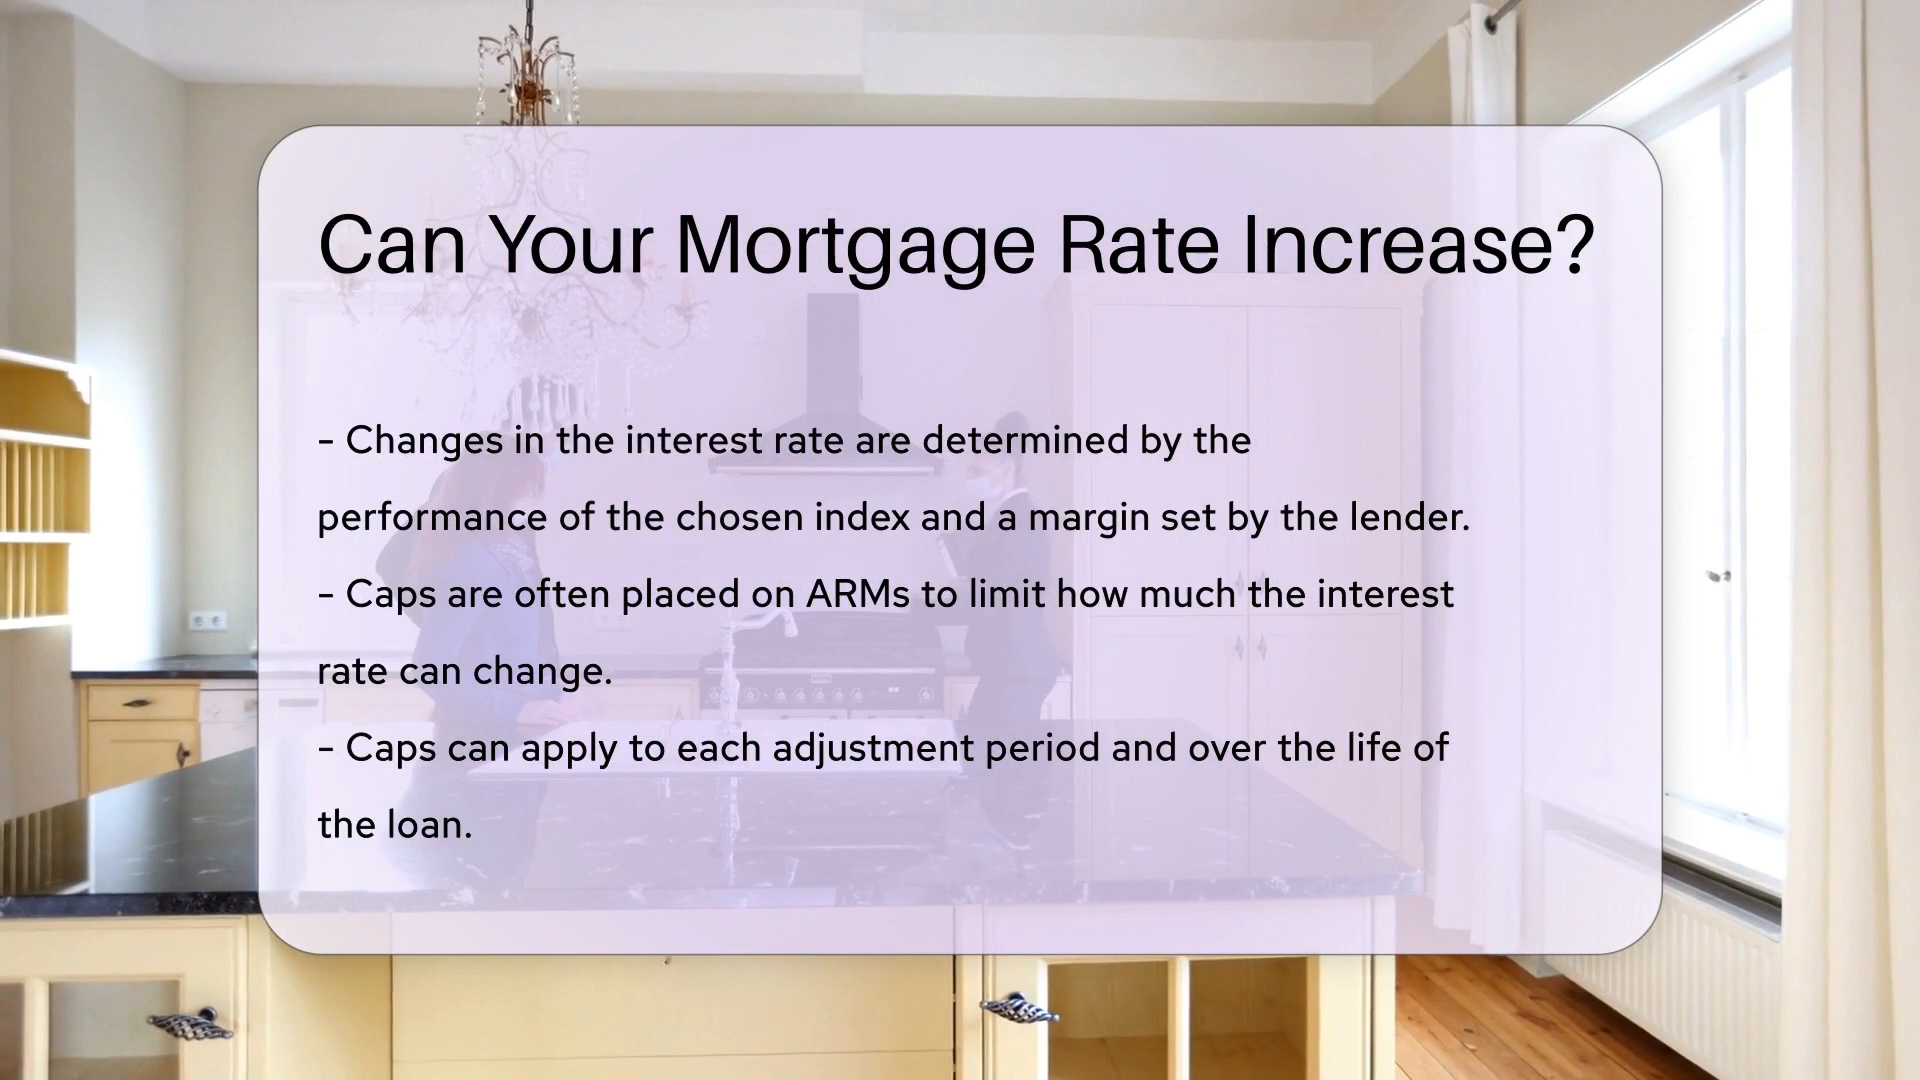 Can Your Mortgage Rate Increase?
- Changes in the interest rate are determined by the
performance of the chosen index and a margin set by the lender.
- Caps are often placed on ARMs to limit how much the interest
rate can change.
- Caps can apply to each adjustment period and over the life of
the loan.